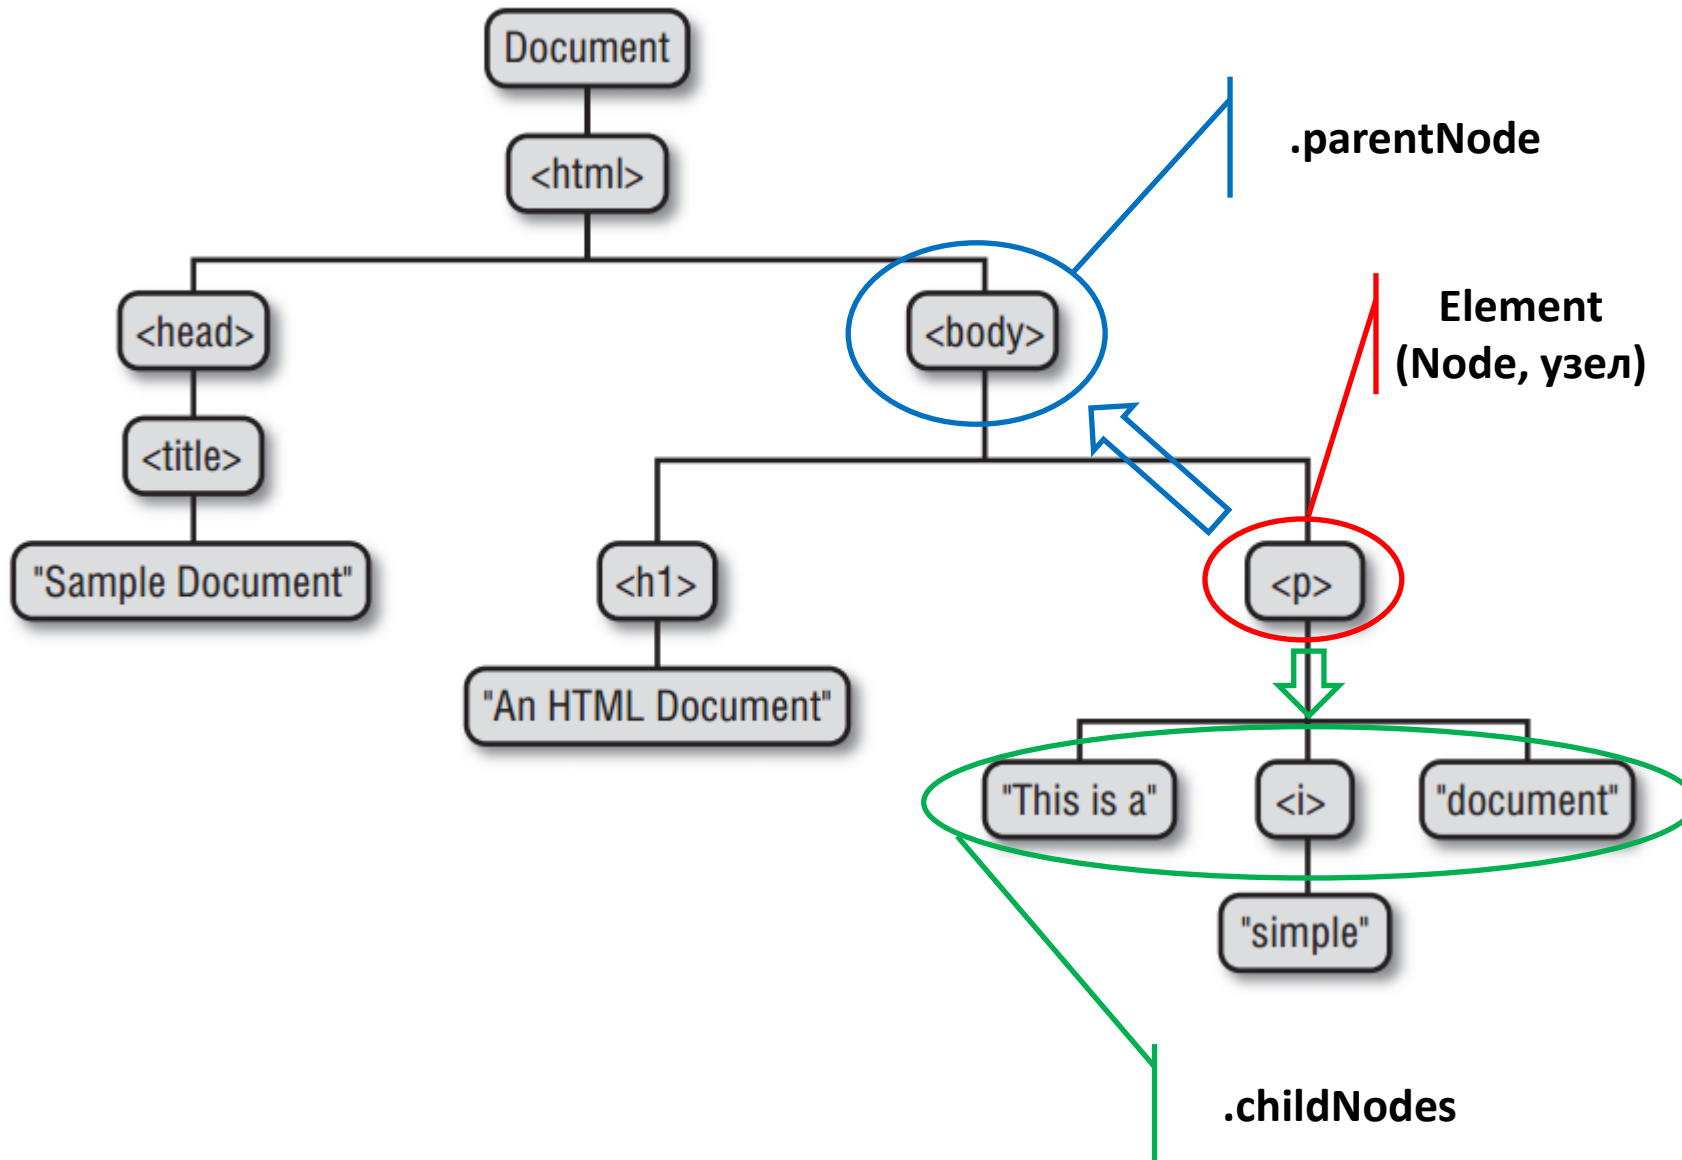 Document
.parentNode
<html>
Element
(Node, узел)
<head>
<body>
<title>
"Sample Document"
<h1>
<p>
"An HTML Document"
"This is a"
<i>
"document"
"simple"
.childNodes